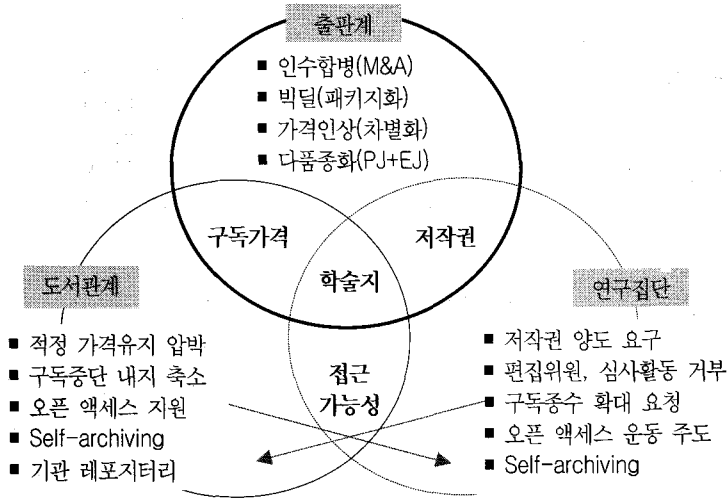 출판계
■ 인수합병(M&A)
■ 빅딜(패키지화)
■ 가격인상(차별화)
■ 다품종화(PJ+EJ)
구독가격
저작권
학술지
도서관계
■ 적정 가격유지 압박
■ 구독중단 내지 축소
■ 오픈 액세스 지원
■ Self-archiving
■ 기관 레포지터리
접근
가능성
연구집단
■ 저작권 양도 요구
■ 편집위원, 심사활동 거부
■ 구독종수 확대 요청
■ 오픈 액세스 운동 주도
■ Self-archiving